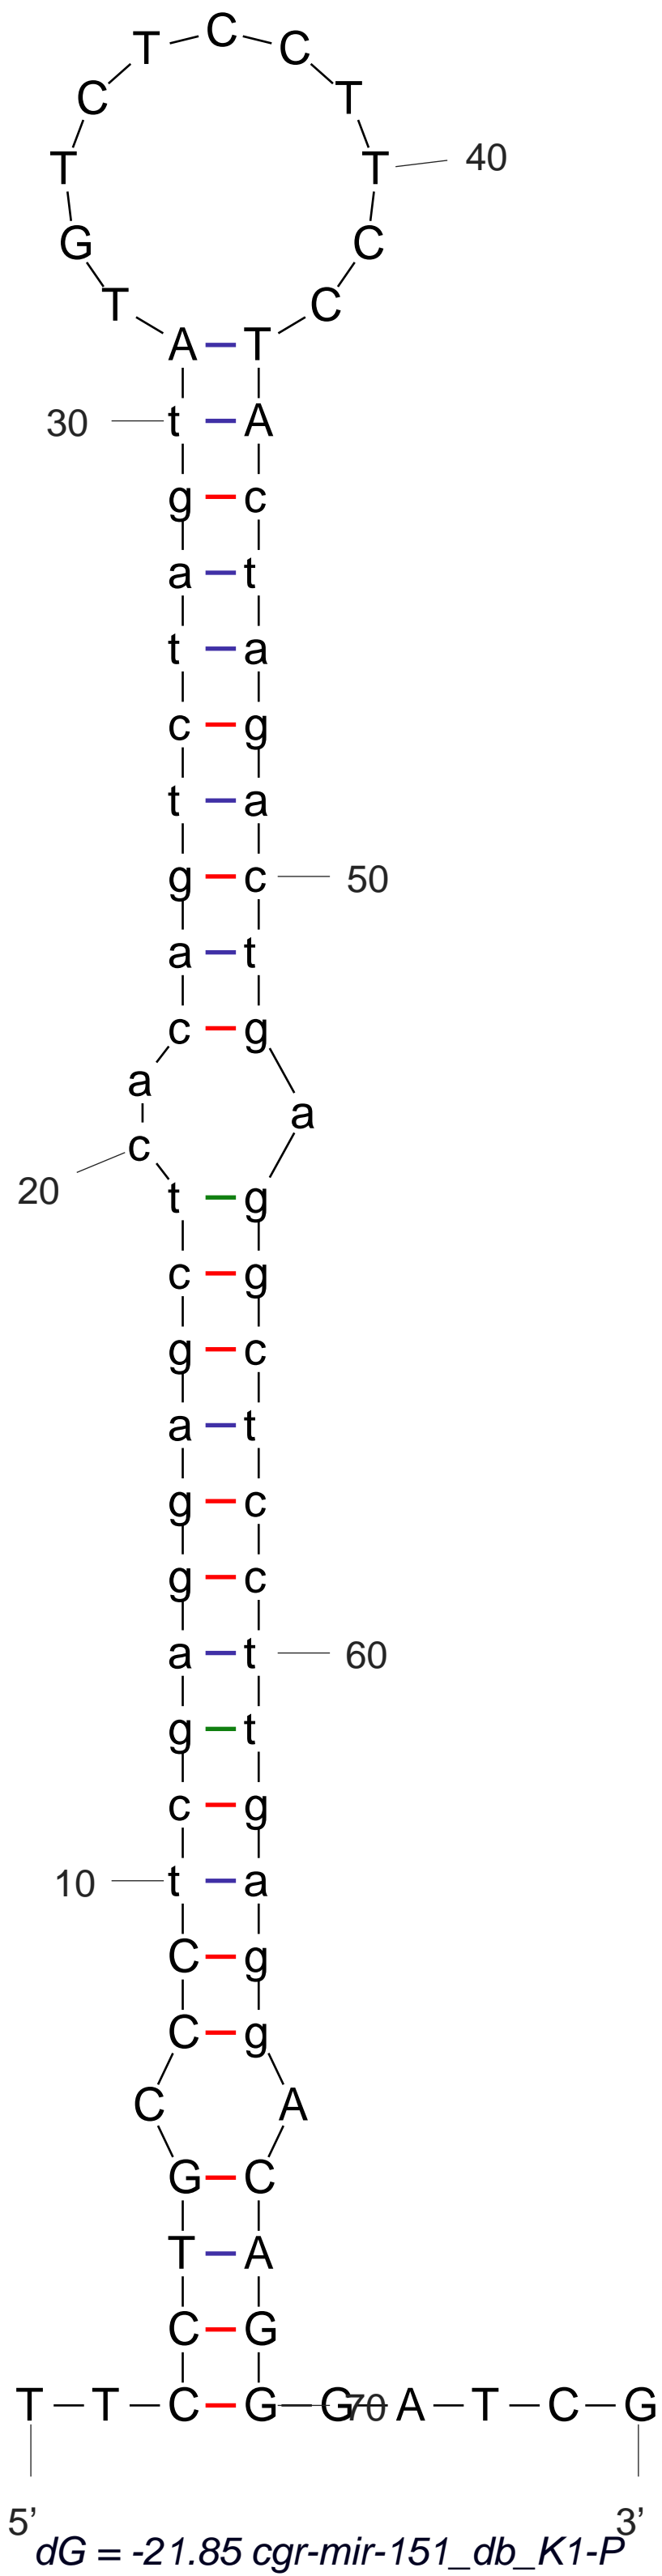 T C C
C T
T T 40
G C
T C
A T
30 t A
g c
a t
t a
c g
t a
g c 50
a t
c g
a
a
c
20 t g
c g
g c
a t
g c
g c
a t 60
g t
c g
10 t a
C g
C g
C A
G C
T A
C G
T T C G G 70 A T C G
5’ 3’
dG = -21.85 cgr-mir-151_db_K1-P